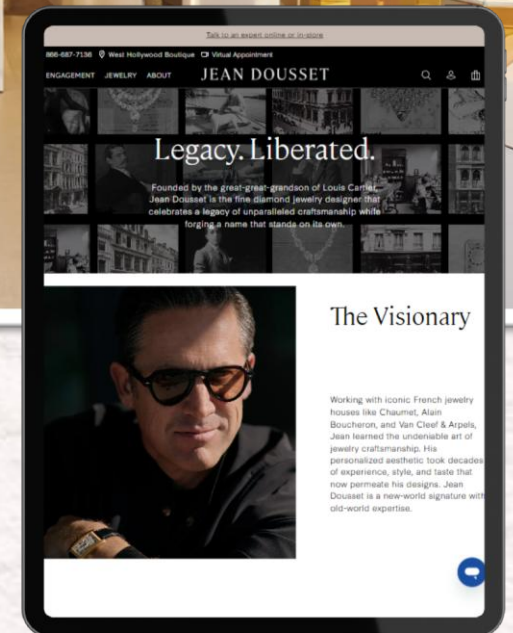 Talk to an expert online or in-store
866-687-7138 West Hollywood Boutique Virtual Appointment
ENGAGEMENT JEWELRY ABOUT JEAN DOUSSET
Legacy. Liberated.
Founded by the great-great-grandson of Louis Cartier,
Jean Dousset is the fine diamond jewelry designer that
celebrates a legacy of unparalleled craftsmanship while
forging a name that stands on its own.
The Visionary
Working with iconic French jewelry
houses like Chaumet, Alain
Boucheron, and Van Cleef & Arpels,
Jean learned the undeniable art of
jewelry craftsmanship. His
personalized aesthetic took decades
of experience, style, and taste that
now permeate his designs. Jean
Dousset is a new-world signature with
old-world expertise.